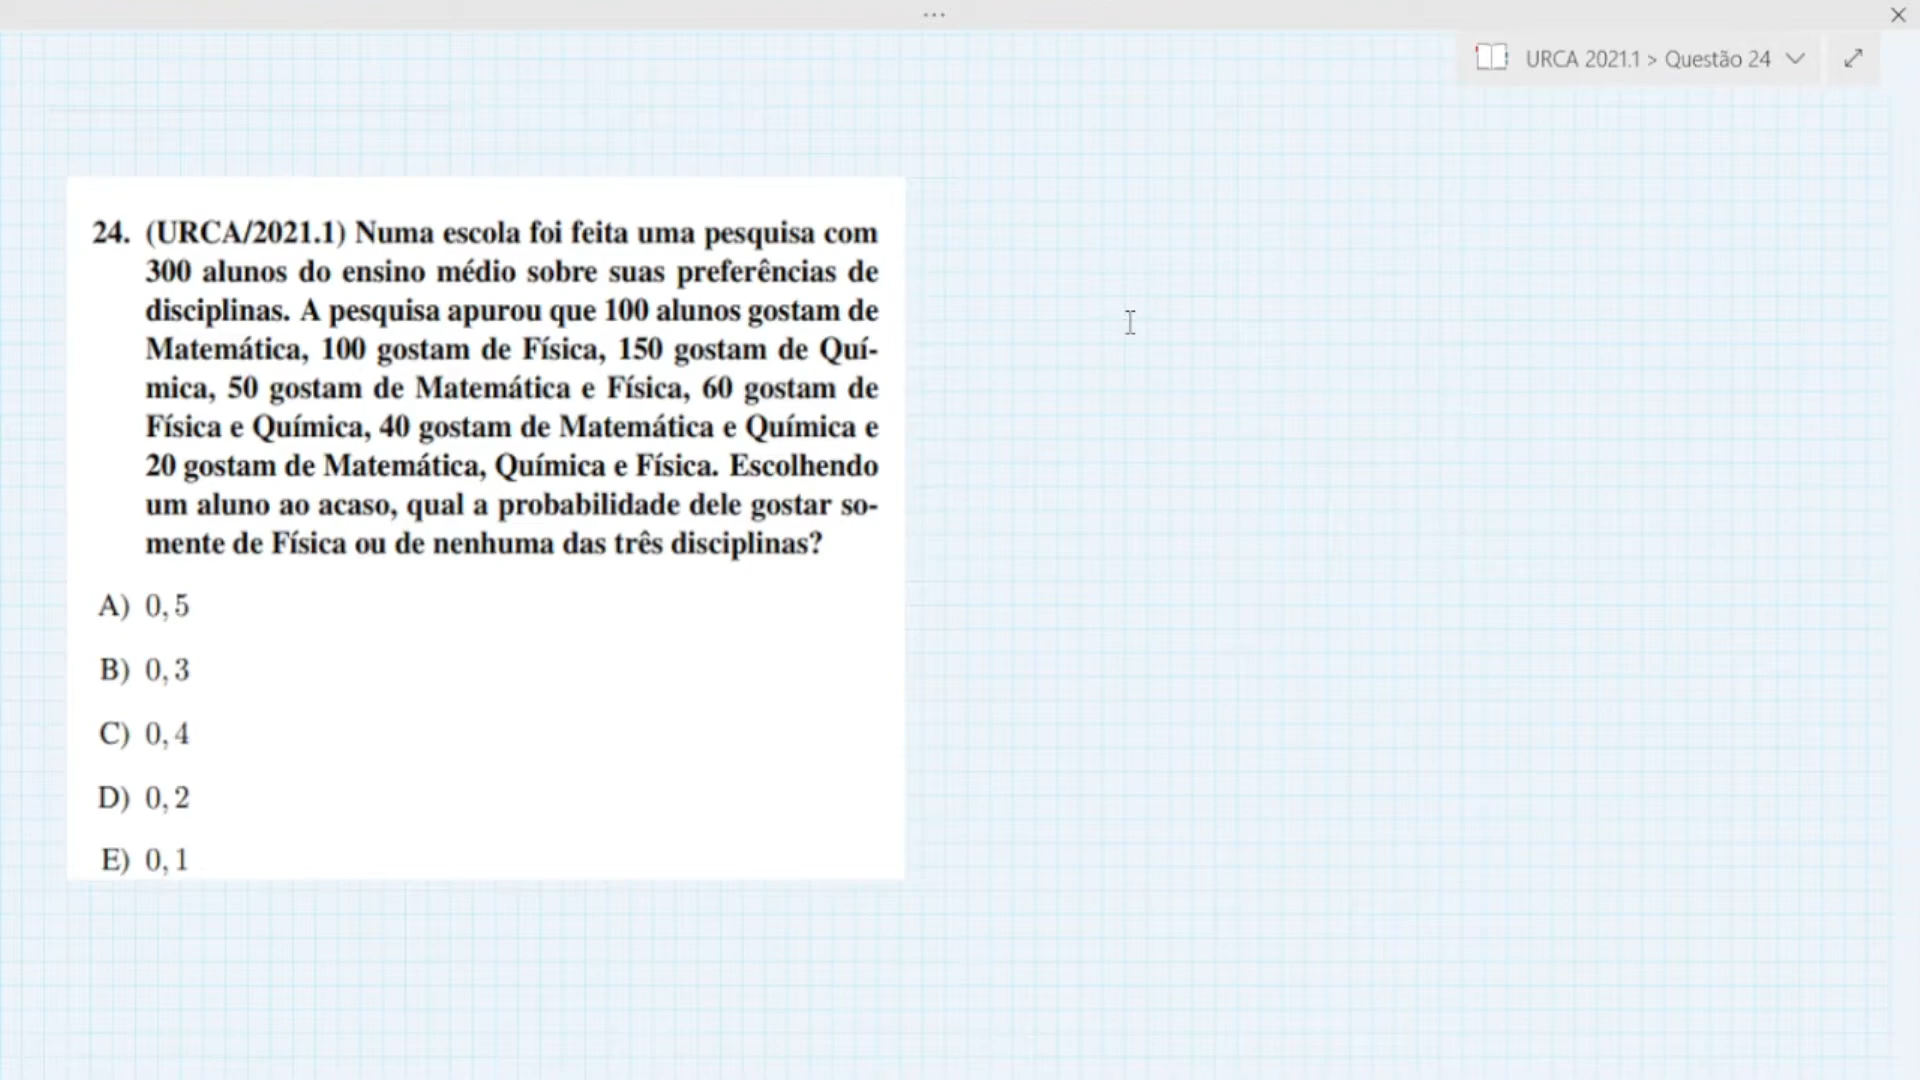 ...
URCA 2021.1 > Questão 24
24. (URCA/2021.1) Numa escola foi feita uma pesquisa com
300 alunos do ensino médio sobre suas preferências de
disciplinas. A pesquisa apurou que 100 alunos gostam de
Matemática, 100 gostam de Física, 150 gostam de Quí-
mica, 50 gostam de Matemática e Física, 60 gostam de
Física e Química, 40 gostam de Matemática e Química e
20 gostam de Matemática, Química e Física. Escolhendo
um aluno ao acaso, qual a probabilidade dele gostar so-
mente de Física ou de nenhuma das três disciplinas?
A) 0, 5
B) 0, 3
C) 0, 4
D) 0, 2
E) 0, 1